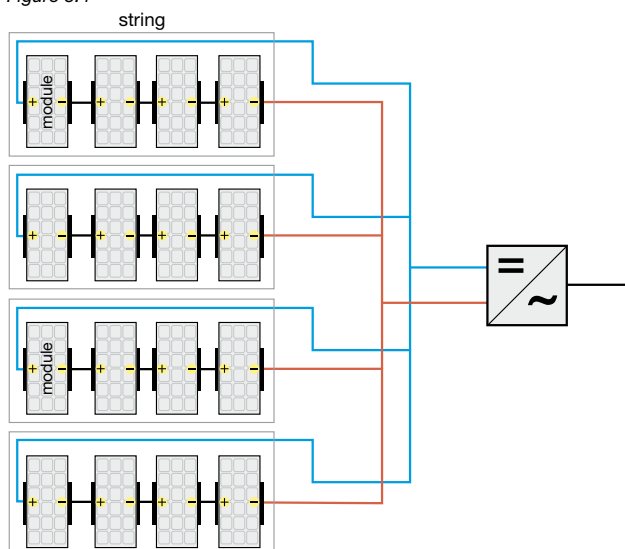 string
module
+ − + − + − + −
+ − + − + − + −
module
+ − + − + − + −
+ − + − + − + −
=
~